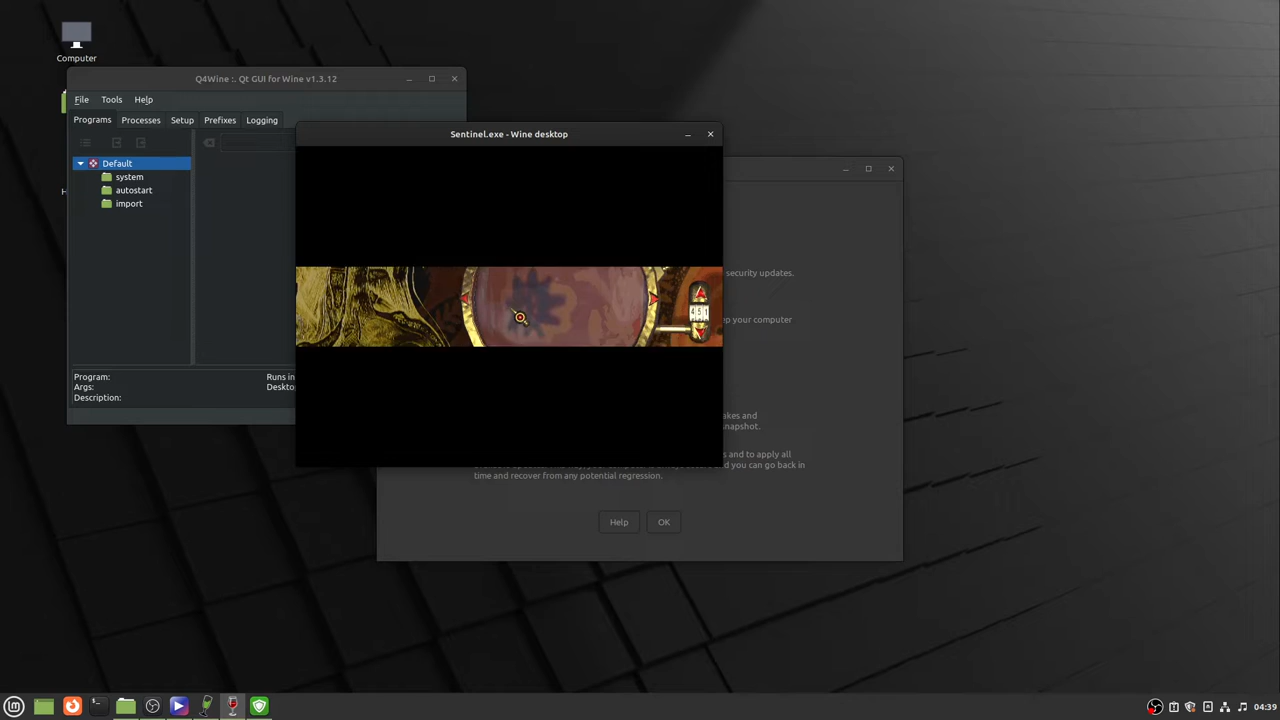 Computer
Q4Wine :. Qt GUI for Wine v1.3.12
File Tools Help
Programs Processes Setup Prefixes Logging
Sentinel.exe - Wine desktop
Default
system
autostart
import
security updates.
ep your computer
451
Program:
Runs in
Args:
Deskto
Description:
akes and
snapshot.
s and to apply all
d you can go back in
time and recover from any potential regression.
Help OK
04:39